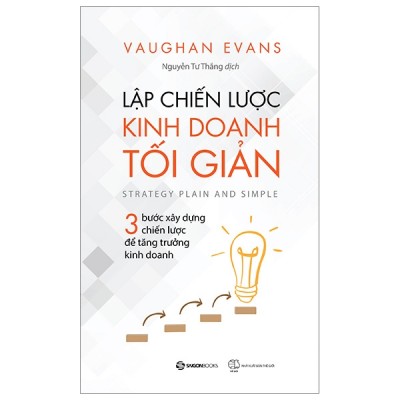 VAUGHAN EVANS
Nguyễn Tư Thắng dịch
LẬP CHIẾN LƯỢC
KINH DOANH
TỐI GIẢN
STRATEGY PLAIN AND SIMPLE
3 bước xây dựng
chiến lược
để tăng trưởng
kinh doanh
SAIGONBOOKS